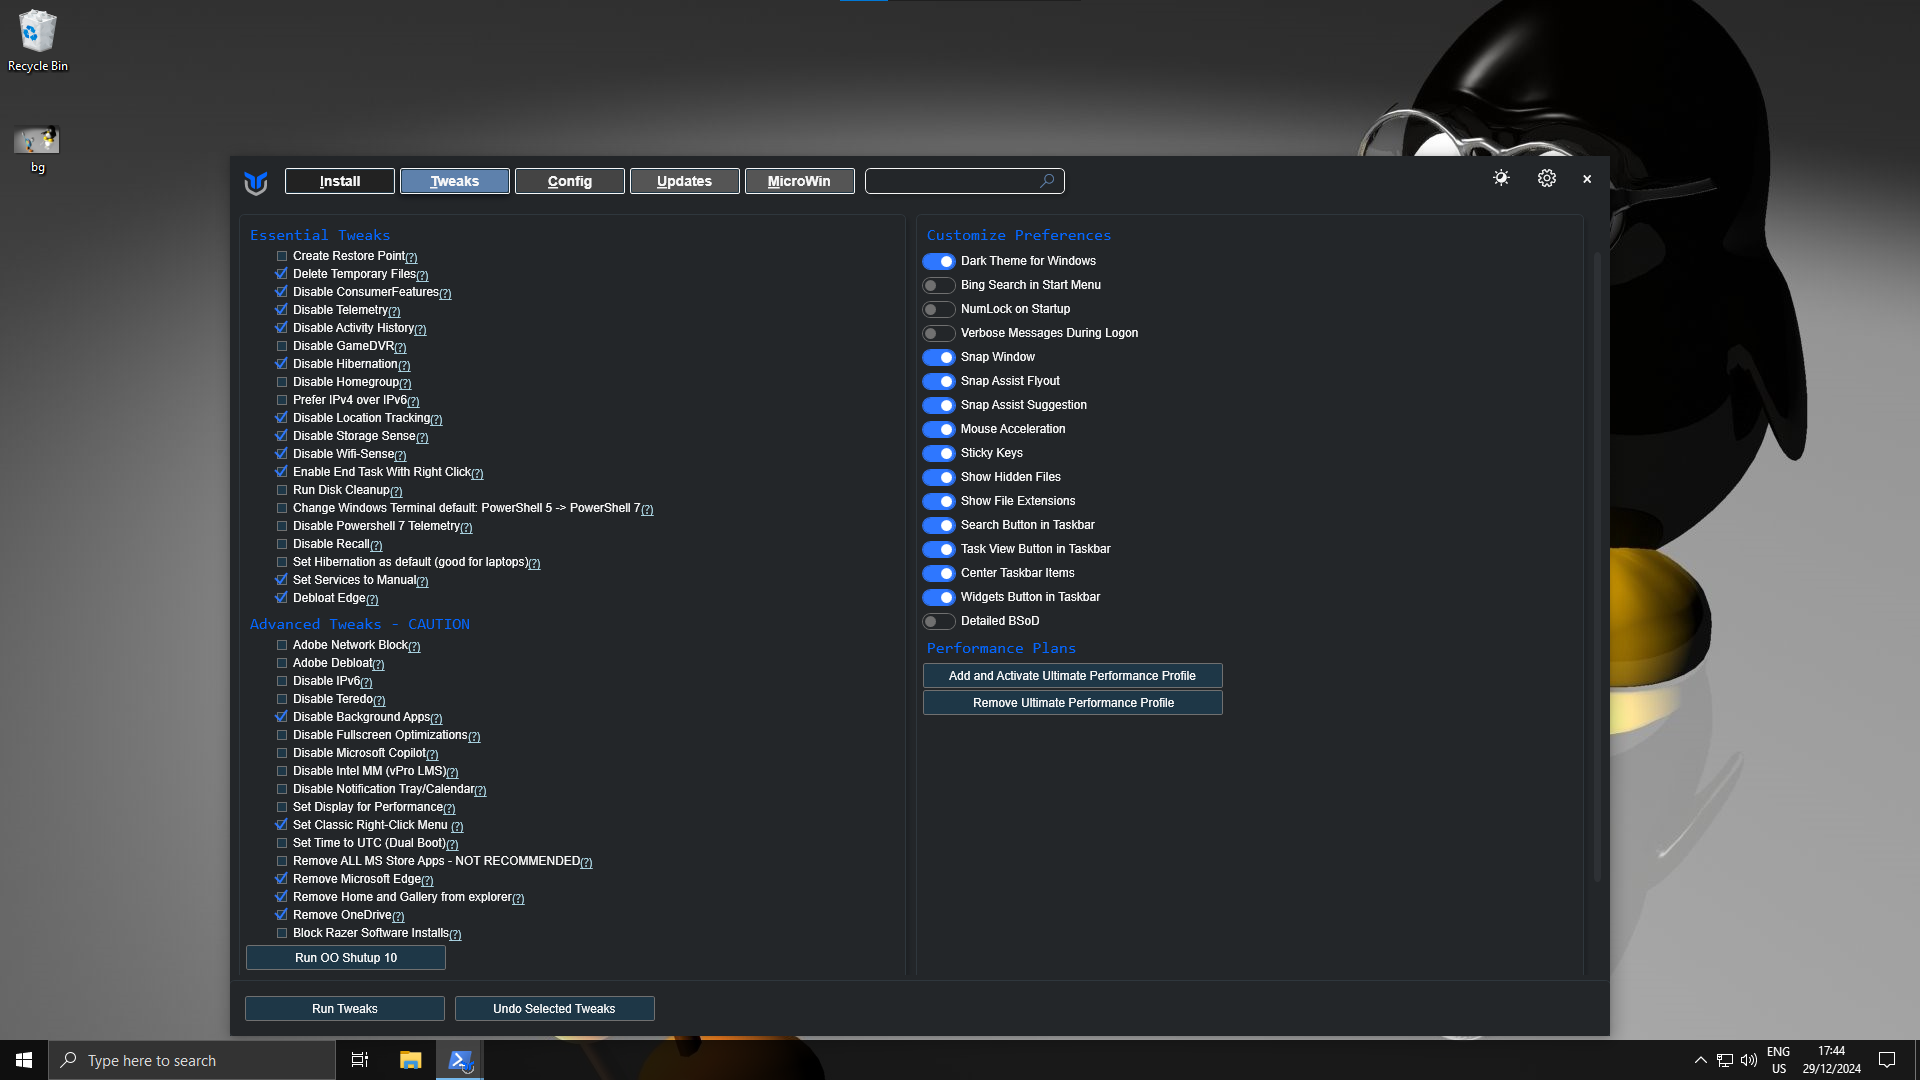 Recycle Bin
bg
Install
Tweaks
Config
Updates
MicroWin
Essential Tweaks
Create Restore Point(?)
Delete Temporary Files(?)
Disable ConsumerFeatures(?)
Disable Telemetry(?)
Disable Activity History(?)
Disable GameDVR(?)
Disable Hibernation(?)
Disable Homegroup(?)
Prefer IPv4 over IPv6(?)
Disable Location Tracking(?)
Disable Storage Sense(?)
Disable Wifi-Sense(?)
Enable End Task With Right Click(?)
Run Disk Cleanup(?)
Change Windows Terminal default: PowerShell 5 -> PowerShell 7(?)
Disable Powershell 7 Telemetry(?)
Disable Recall(?)
Set Hibernation as default (good for laptops)(?)
Set Services to Manual(?)
Debloat Edge(?)
Advanced Tweaks - CAUTION
Adobe Network Block(?)
Adobe Debloat(?)
Disable IPv6(?)
Disable Teredo(?)
Disable Background Apps(?)
Disable Fullscreen Optimizations(?)
Disable Microsoft Copilot(?)
Disable Intel MM (vPro LMS)(?)
Disable Notification Tray/Calendar(?)
Set Display for Performance(?)
Set Classic Right-Click Menu (?)
Set Time to UTC (Dual Boot)(?)
Remove ALL MS Store Apps - NOT RECOMMENDED(?)
Remove Microsoft Edge(?)
Remove Home and Gallery from explorer(?)
Remove OneDrive(?)
Block Razer Software Installs(?)
Run OO Shutup 10
Customize Preferences
Dark Theme for Windows
Bing Search in Start Menu
NumLock on Startup
Verbose Messages During Logon
Snap Window
Snap Assist Flyout
Snap Assist Suggestion
Mouse Acceleration
Sticky Keys
Show Hidden Files
Show File Extensions
Search Button in Taskbar
Task View Button in Taskbar
Center Taskbar Items
Widgets Button in Taskbar
Detailed BSoD
Performance Plans
Add and Activate Ultimate Performance Profile
Remove Ultimate Performance Profile
Run Tweaks
Undo Selected Tweaks
Type here to search
ENG
US
17:44
29/12/2024